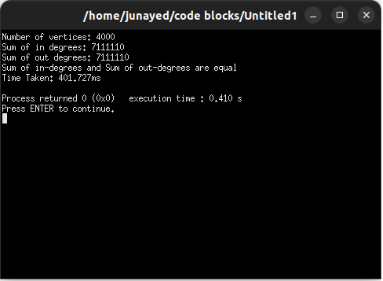 /home/junayed/code blocks/Untitled1
Number of vertices: 4000
Sum of in degrees: 7111110
Sum of out degrees: 7111110
Sum of in-degrees and Sum of out-degrees are equal
Time Taken: 401.727ms
Process returned 0 (0x0)   execution time : 0.410 s
Press ENTER to continue.